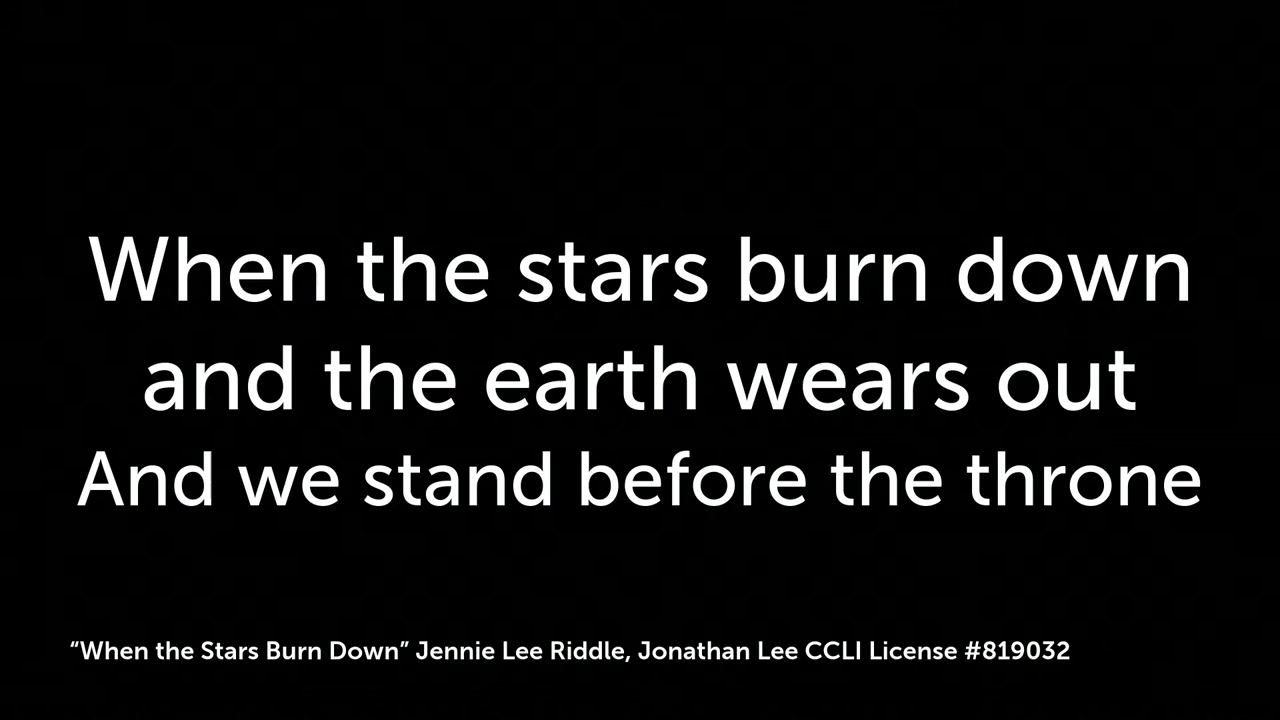 When the stars burn down
and the earth wears out
And we stand before the throne
“When the Stars Burn Down” Jennie Lee Riddle, Jonathan Lee CCLI License #819032